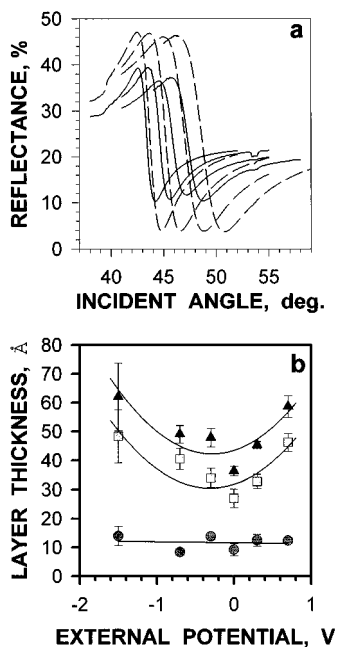 a
REFLECTANCE, %
50
40
30
20
10
0
40 45 50 55
INCIDENT ANGLE, deg.
b
LAYER THICKNESS, Å
80
70
60
50
40
30
20
10
0
-2 -1 0 1
EXTERNAL POTENTIAL, V